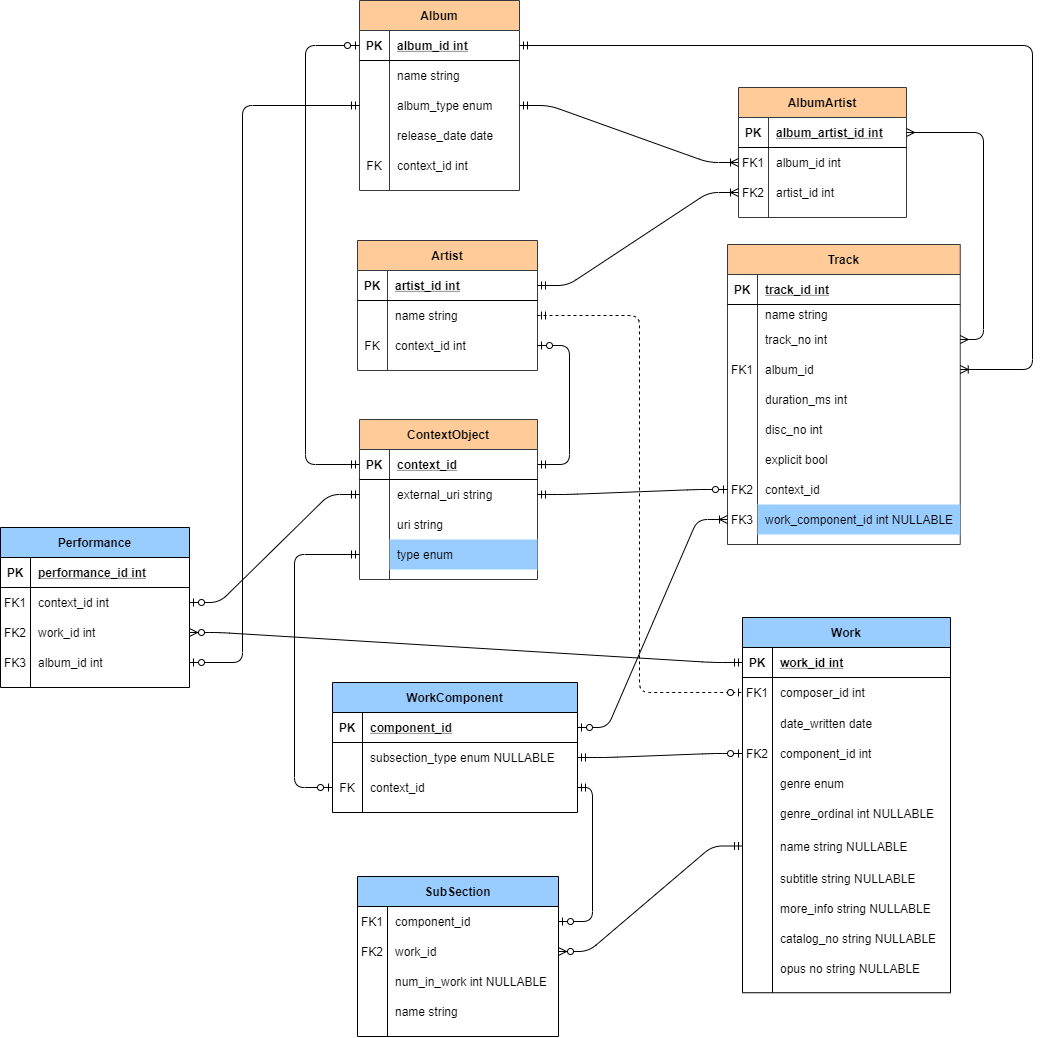 Album
PK album_id int
name string
album_type enum
release_date date
FK context_id int
AlbumArtist
PK album_artist_id int
FK1 album_id int
FK2 artist_id int
Artist
PK artist_id int
name string
FK context_id int
Track
PK track_id int
name string
track_no int
FK1 album_id
duration_ms int
disc_no int
explicit bool
FK2 context_id
FK3 work_component_id int NULLABLE
ContextObject
PK context_id
external_uri string
uri string
type enum
Performance
PK performance_id int
FK1 context_id int
FK2 work_id int
FK3 album_id int
Work
PK work_id int
FK1 composer_id int
date_written date
FK2 component_id int
genre enum
genre_ordinal int NULLABLE
name string NULLABLE
subtitle string NULLABLE
more_info string NULLABLE
catalog_no string NULLABLE
opus no string NULLABLE
WorkComponent
PK component_id
subsection_type enum NULLABLE
FK context_id
SubSection
FK1 component_id
FK2 work_id
num_in_work int NULLABLE
name string